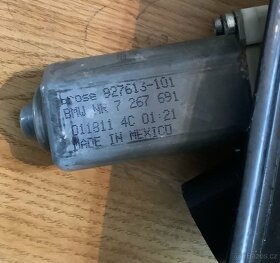 brose 927613-101
BMW NR 7 267 691
011811 4C 01:21
MADE IN MEXICO